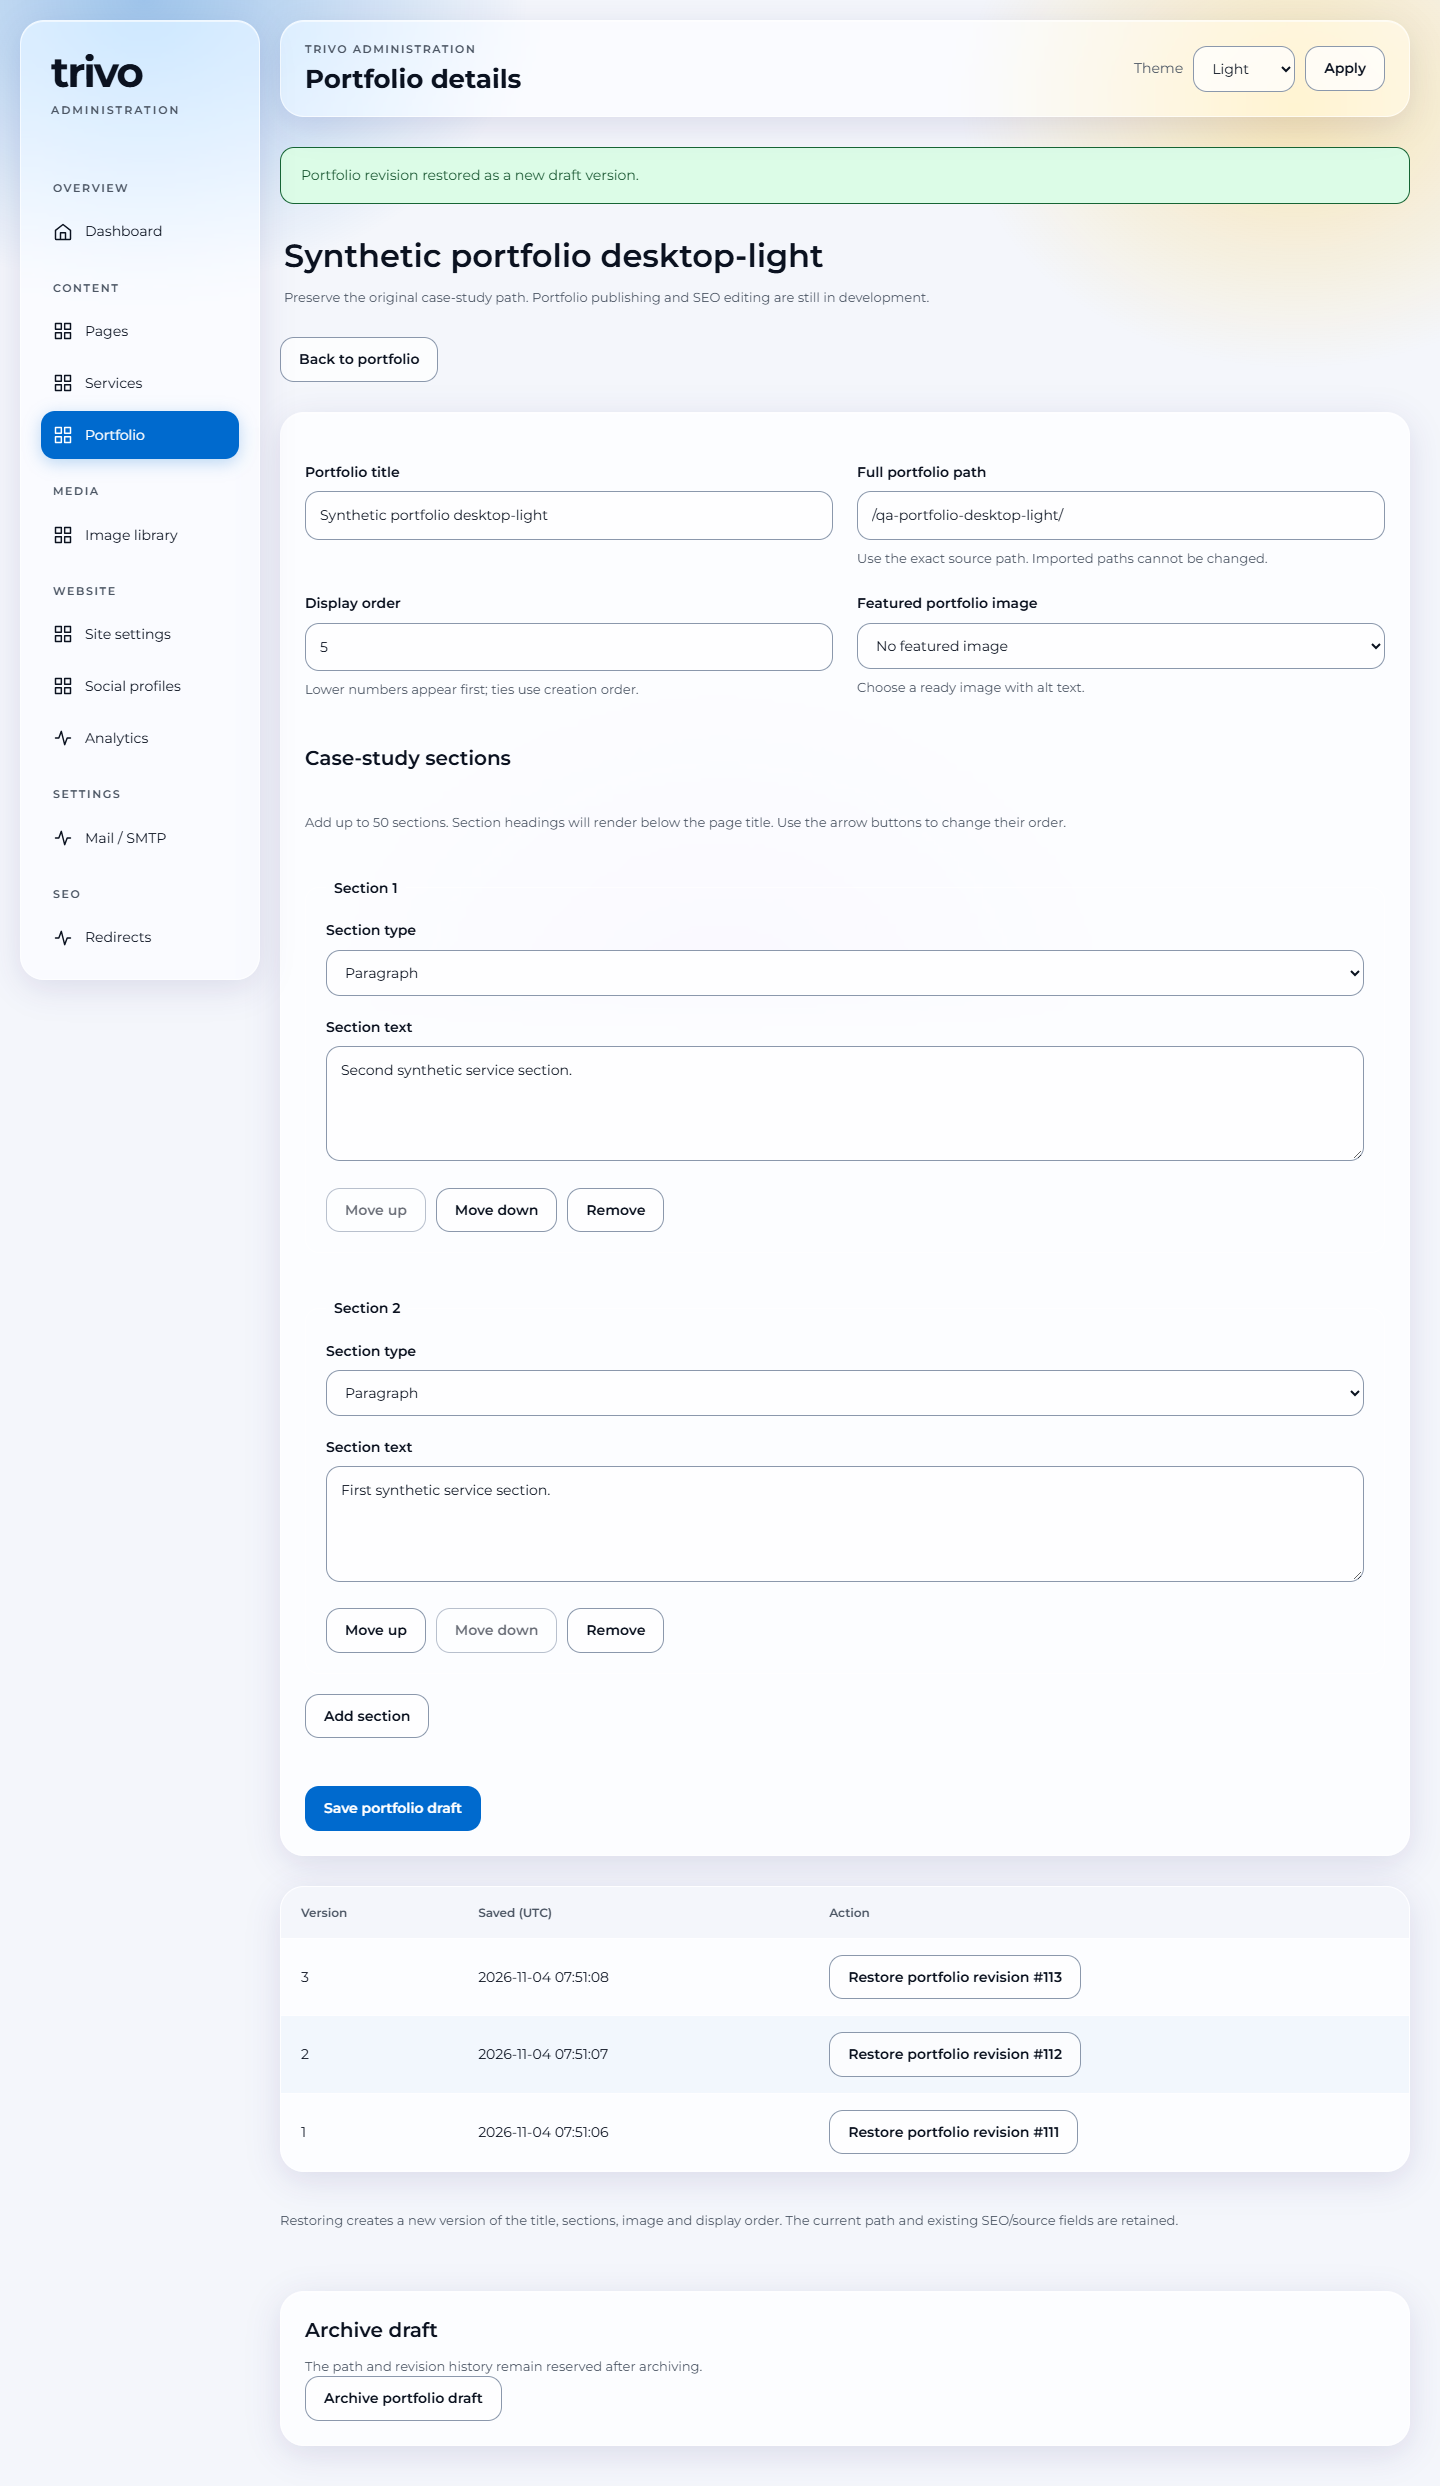 trivo
ADMINISTRATION
OVERVIEW
Dashboard
CONTENT
Pages
Services
Portfolio
MEDIA
Image library
WEBSITE
Site settings
Social profiles
Analytics
SETTINGS
Mail / SMTP
SEO
Redirects
TRIVO ADMINISTRATION
Portfolio details
Theme
Light
Apply
Portfolio revision restored as a new draft version.
Synthetic portfolio desktop-light
Preserve the original case-study path. Portfolio publishing and SEO editing are still in development.
Back to portfolio
Portfolio title
Synthetic portfolio desktop-light
Full portfolio path
/qa-portfolio-desktop-light/
Use the exact source path. Imported paths cannot be changed.
Display order
5
Lower numbers appear first; ties use creation order.
Featured portfolio image
No featured image
Choose a ready image with alt text.
Case-study sections
Add up to 50 sections. Section headings will render below the page title. Use the arrow buttons to change their order.
Section 1
Section type
Paragraph
Section text
Second synthetic service section.
Move up
Move down
Remove
Section 2
Section type
Paragraph
Section text
First synthetic service section.
Move up
Move down
Remove
Add section
Save portfolio draft
Version Saved (UTC) Action
3 2026-11-04 07:51:08 Restore portfolio revision #113
2 2026-11-04 07:51:07 Restore portfolio revision #112
1 2026-11-04 07:51:06 Restore portfolio revision #111
Restoring creates a new version of the title, sections, image and display order. The current path and existing SEO/source fields are retained.
Archive draft
The path and revision history remain reserved after archiving.
Archive portfolio draft